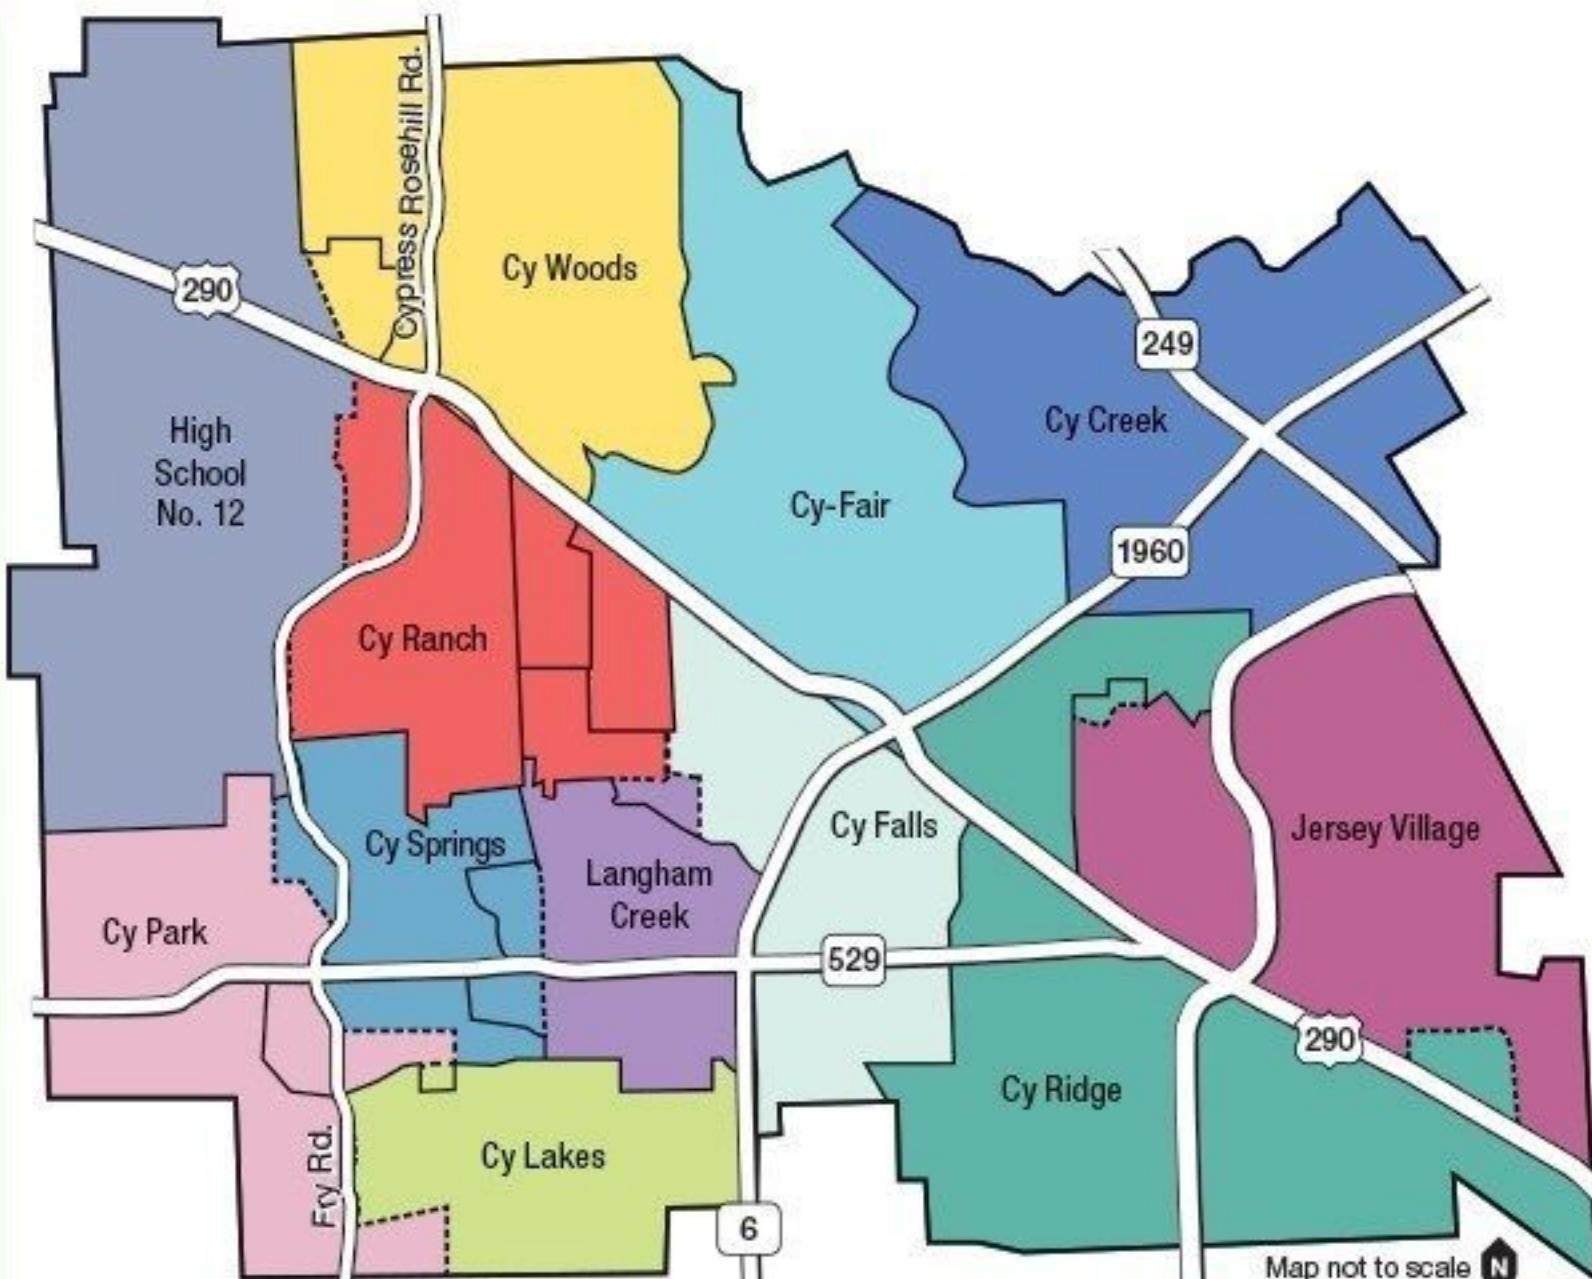 Cypress Rosehill Rd.
Cy Woods
290
249
High
School
No. 12
Cy Creek
Cy-Fair
1960
Cy Ranch
Cy Springs
Cy Falls
Jersey Village
Langham
Creek
Cy Park
529
290
Cy Ridge
Cy Lakes
Fry Rd.
6
Map not to scale N